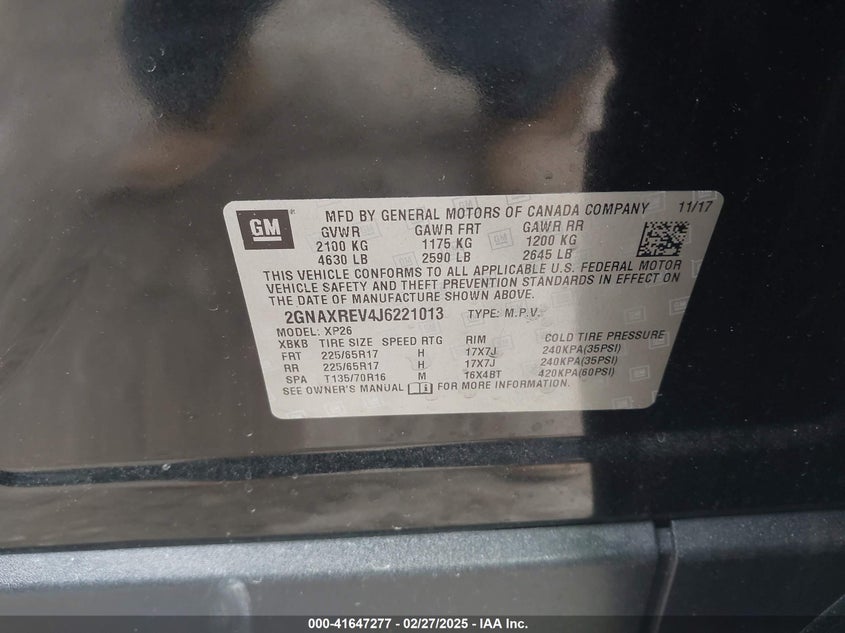 GM
MFD BY GENERAL MOTORS OF CANADA COMPANY 11/17
GVWR GAWR FRT GAWR RR
2100 KG 1175 KG 1200 KG
4630 LB 2590 LB 2645 LB
THIS VEHICLE CONFORMS TO ALL APPLICABLE U.S. FEDERAL MOTOR
VEHICLE SAFETY AND THEFT PREVENTION STANDARDS IN EFFECT ON
THE DATE OF MANUFACTURE SHOWN ABOVE.
2GNAXREV4J6221013 TYPE: M.P.V.
MODEL: XP26
XBKB TIRE SIZE SPEED RTG RIM COLD TIRE PRESSURE
FRT 225/65R17 H 17X7J 240KPA(35PSI)
RR 225/65R17 H 17X7J 240KPA(35PSI)
SPA T135/70R16 M 16X4BT 420KPA(60PSI)
SEE OWNER'S MANUAL FOR MORE INFORMATION.
000-41647277 - 02/27/2025 - IAA Inc.